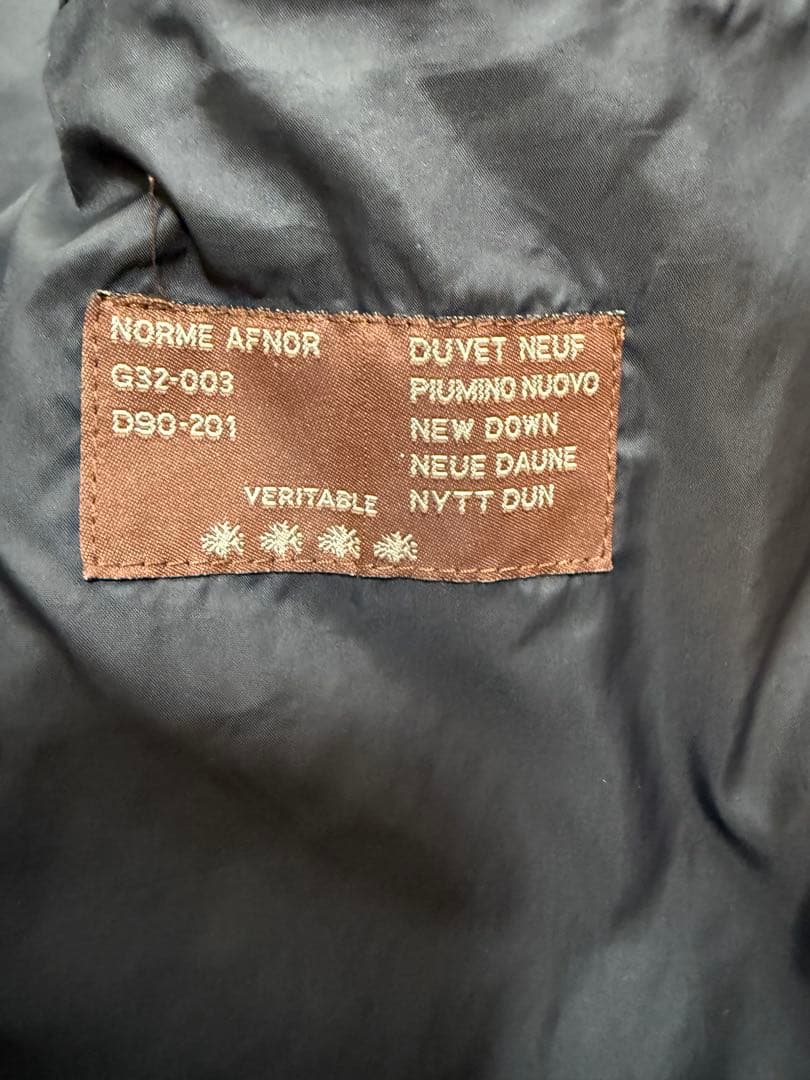 NORME AFNOR
G32-003
D90-201
VERITABLE
DUVET NEUF
PIUMINO NUOVO
NEW DOWN
NEUE DAUNE
NYTT DUN